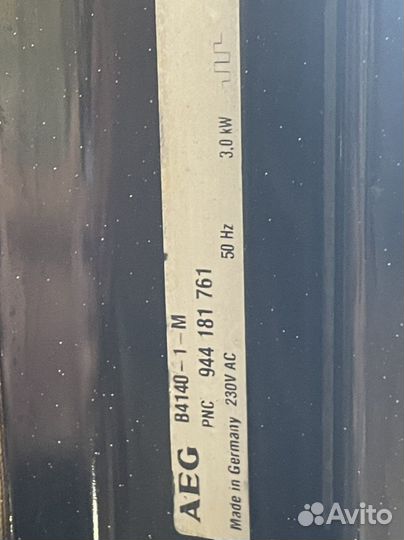 AEG B4140-1-M
PNC 944 181 761
Made in Germany 230V AC 50 Hz 3.0 kW
Avito